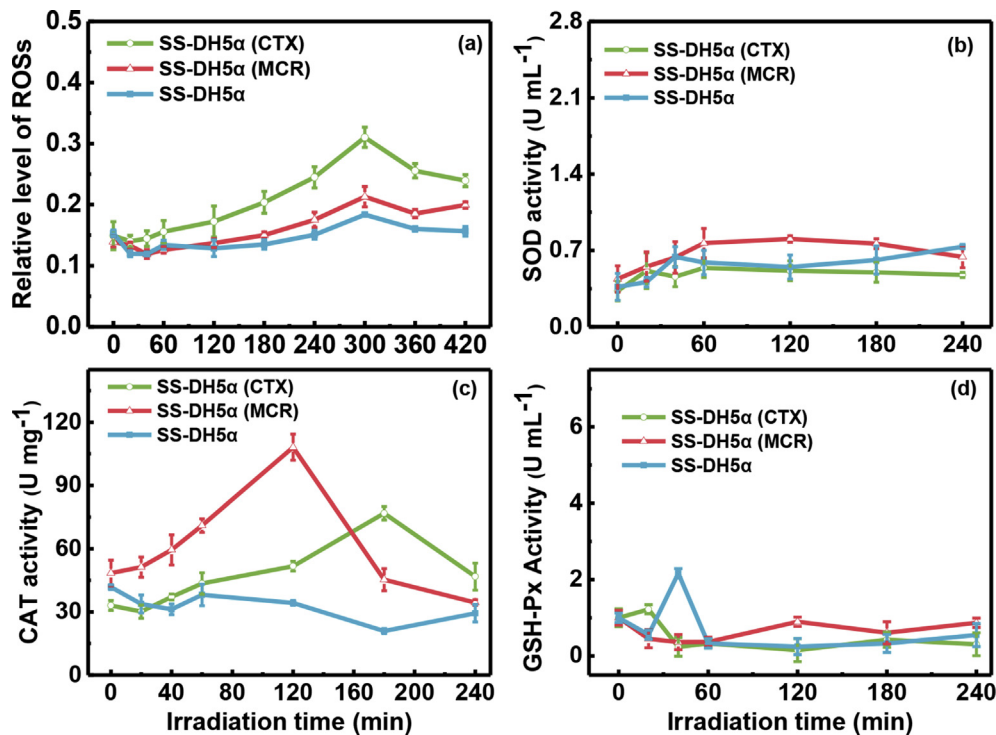 Relative level of ROSs
0.5
0.4
0.3
0.2
0.1
0.0
SS-DH5α (CTX)
SS-DH5α (MCR)
SS-DH5α
(a)
0 60 120 180 240 300 360 420
SOD activity (U mL⁻¹)
2.8
2.1
1.4
0.7
0.0
SS-DH5α (CTX)
SS-DH5α (MCR)
SS-DH5α
(b)
0 60 120 180 240
CAT activity (U mg⁻¹)
120
90
60
30
0
SS-DH5α (CTX)
SS-DH5α (MCR)
SS-DH5α
(c)
0 40 80 120 160 200 240
Irradiation time (min)
GSH-Px Activity (U mL⁻¹)
6
4
2
0
SS-DH5α (CTX)
SS-DH5α (MCR)
SS-DH5α
(d)
0 60 120 180 240
Irradiation time (min)